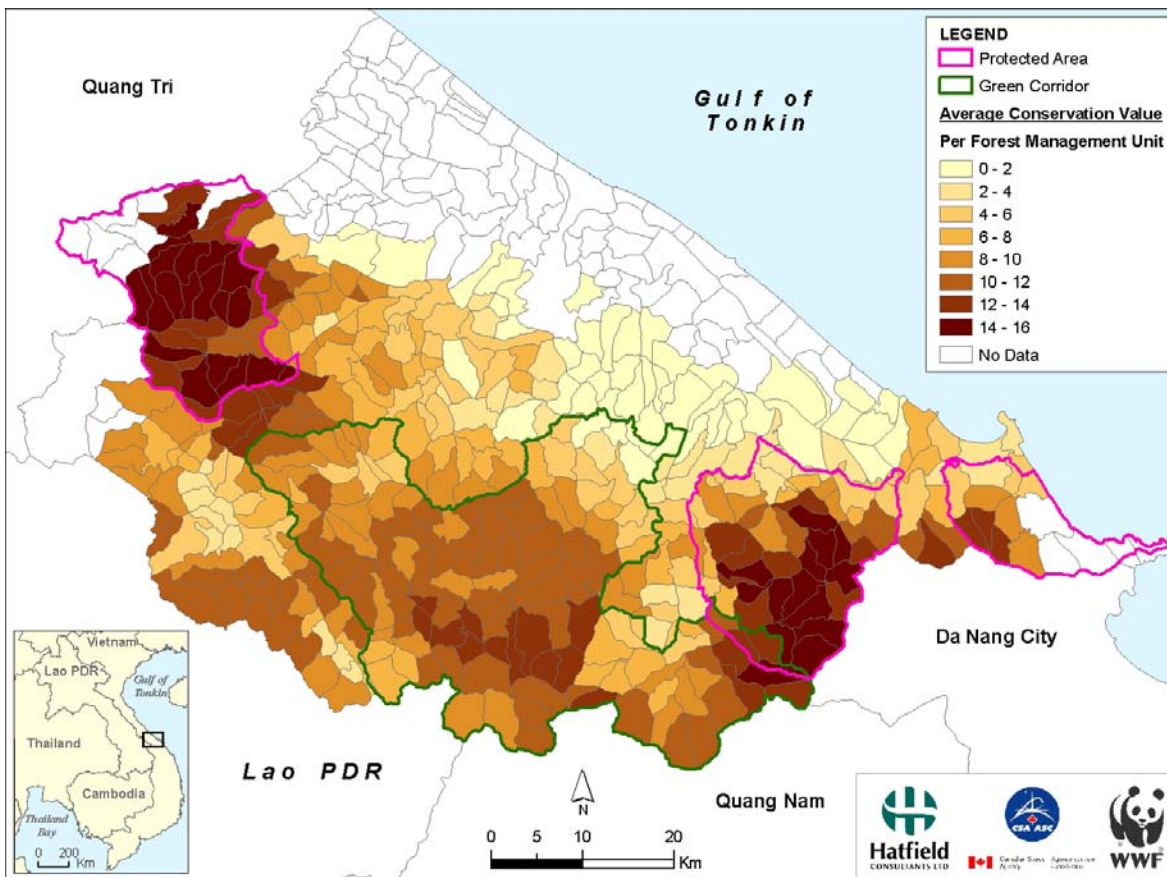 Quang Tri
Gulf of
Tonkin
LEGEND
Protected Area
Green Corridor
Average Conservation Value
Per Forest Management Unit
0 - 2
2 - 4
4 - 6
6 - 8
8 - 10
10 - 12
12 - 14
14 - 16
No Data
Da Nang City
Lao PDR
Quang Nam
N
0 5 10 20
Km
Vietnam
Lao PDR
Gulf of
Tonkin
Thailand
Cambodia
Thailand
Bay
0 200
Km
Hatfield
CONSULTANTS LTD
CSA ASC
Canadian Space
Agency
WWF